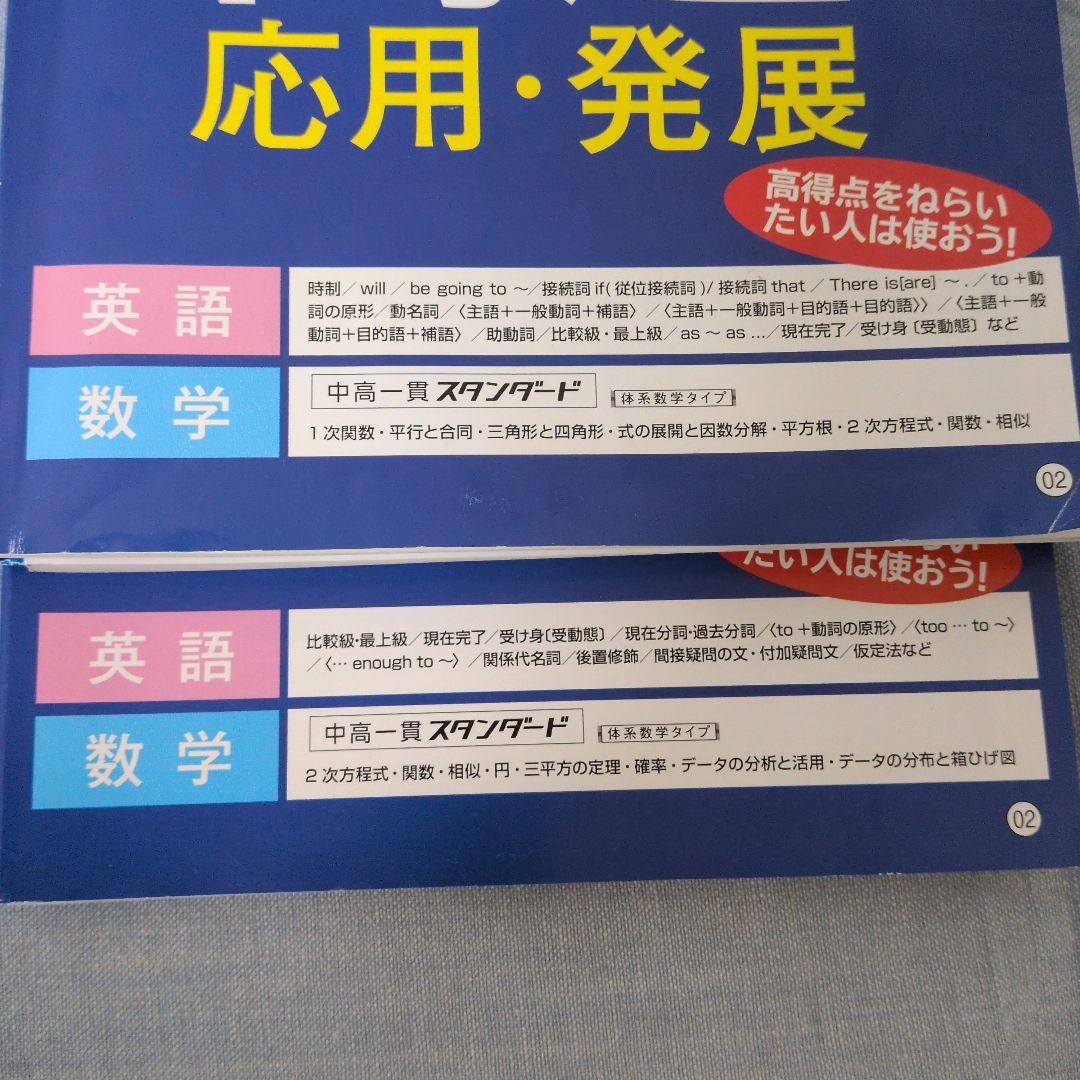 応用・発展
高得点をねらい
たい人は使おう!
英語
時制／will／be going to ～／接続詞 if(従位接続詞)／接続詞 that／There is[are] ～.／to＋動
詞の原形／動名詞／〈主語＋一般動詞＋補語〉／〈主語＋一般動詞＋目的語＋目的語〉〉／〈主語＋一般
動詞＋目的語＋補語〉／助動詞／比較級・最上級／as ～ as …／現在完了／受け身〔受動態〕など
数学
中高一貫スタンダード 体系数学タイプ
1次関数・平行と合同・三角形と四角形・式の展開と因数分解・平方根・2次方程式・関数・相似
02
たい人は使おう!
英語
比較級・最上級／現在完了／受け身〔受動態〕／現在分詞・過去分詞／〈to＋動詞の原形〉／〈too … to ～〉
／〈… enough to ～〉／関係代名詞／後置修飾／間接疑問の文・付加疑問文／仮定法など
数学
中高一貫スタンダード 体系数学タイプ
2次方程式・関数・相似・円・三平方の定理・確率・データの分析と活用・データの分布と箱ひげ図
02